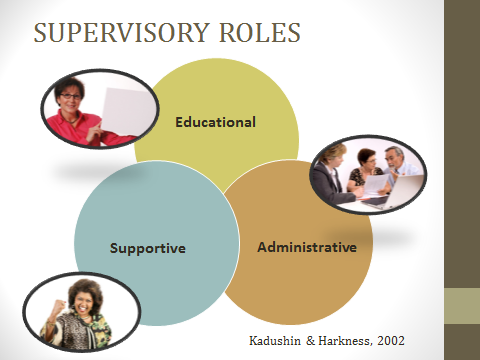 SUPERVISORY ROLES
Educational
Supportive
Administrative
Kadushin & Harkness, 2002